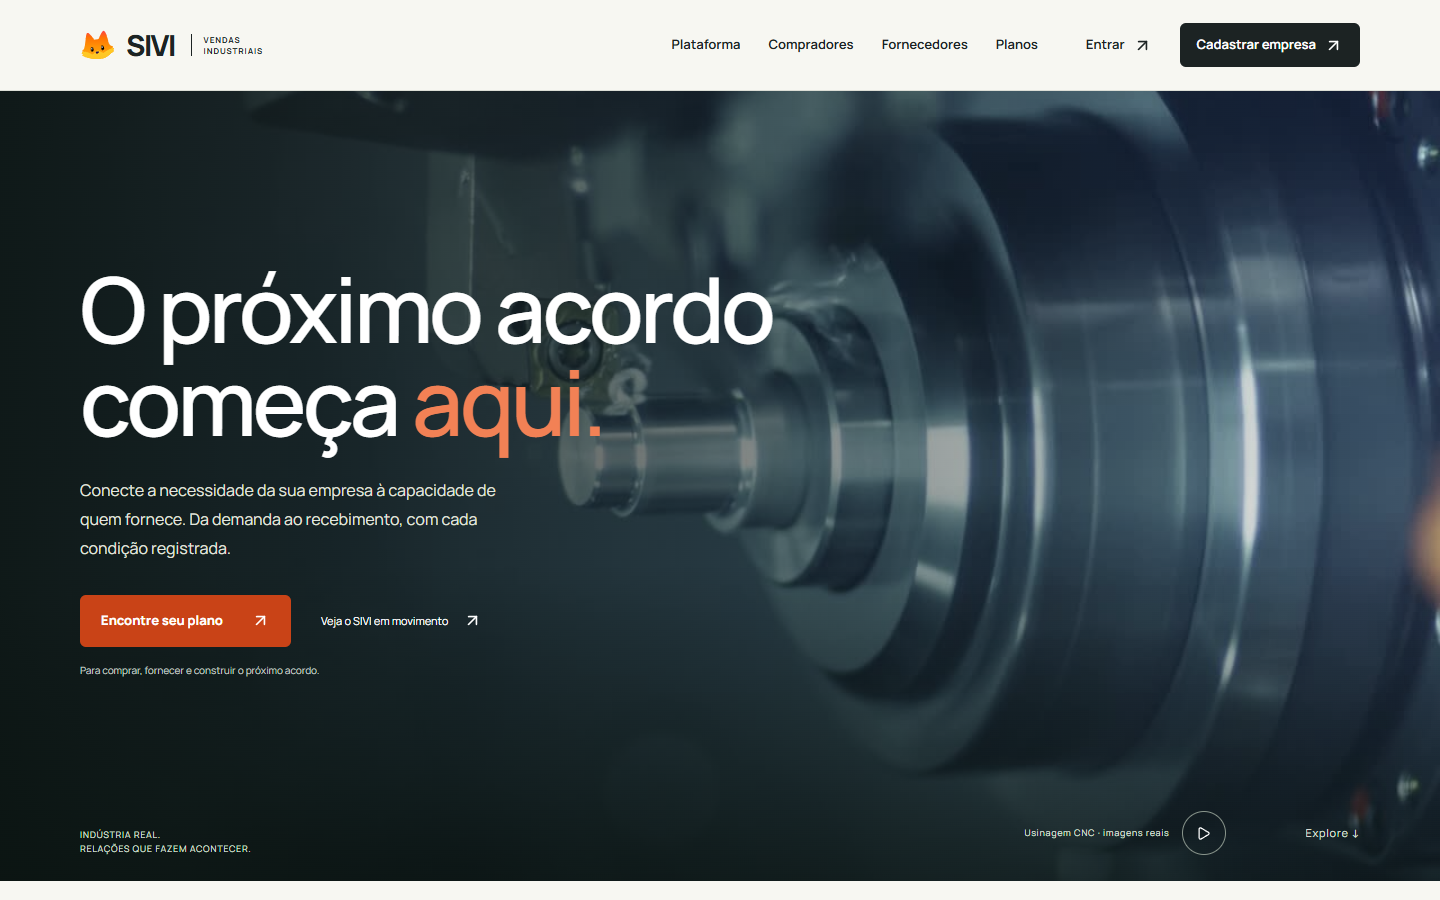 SIVI
VENDAS
INDUSTRIAIS
Plataforma
Compradores
Fornecedores
Planos
Entrar
Cadastrar empresa
O próximo acordo
começa aqui.
Conecte a necessidade da sua empresa à capacidade de
quem fornece. Da demanda ao recebimento, com cada
condição registrada.
Encontre seu plano
Veja o SIVI em movimento
Para comprar, fornecer e construir o próximo acordo.
INDÚSTRIA REAL.
RELAÇÕES QUE FAZEM ACONTECER.
Usinagem CNC · imagens reais
Explore ↓